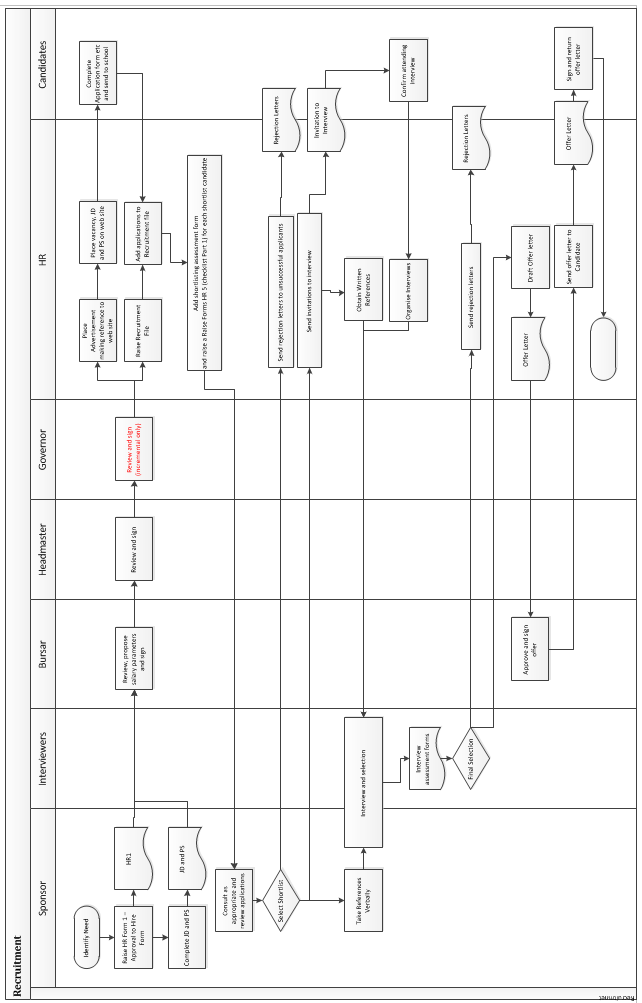 Recruitment
Sponsor
Interviewers
Bursar
Headmaster
Governor
HR
Candidates
Identify Need
Raise HR Form 1 –
Approval to Hire
Form
HR1
Complete JD and PS
JD and PS
Review, propose
salary parameters
and sign
Review and sign
Review and sign
(incremental only)
Place
Advertisement
making reference to
web site
Place vacancy, JD
and PS on web site
Complete
Application form etc
and send to school
Raise Recruitment
File
Add applications to
Recruitment file
Add shortlisting assessment form
and raise a Raise Forms HR 5 (checklist Part 1) for each shortlist candidate
Consult as
appropriate and
review applications
Select Shortlist
Send rejection letters to unsuccessful applicants
Rejection Letters
Send invitations to interview
Invitation to
Interview
Confirm attending
interview
Obtain Written
References
Organise Interviews
Take References
Verbally
Interview and selection
Interview
assessment forms
Final Selection
Send rejection letters
Rejection Letters
Draft Offer letter
Offer Letter
Approve and sign
offer
Send offer letter to
Candidate
Offer Letter
Sign and return
offer letter